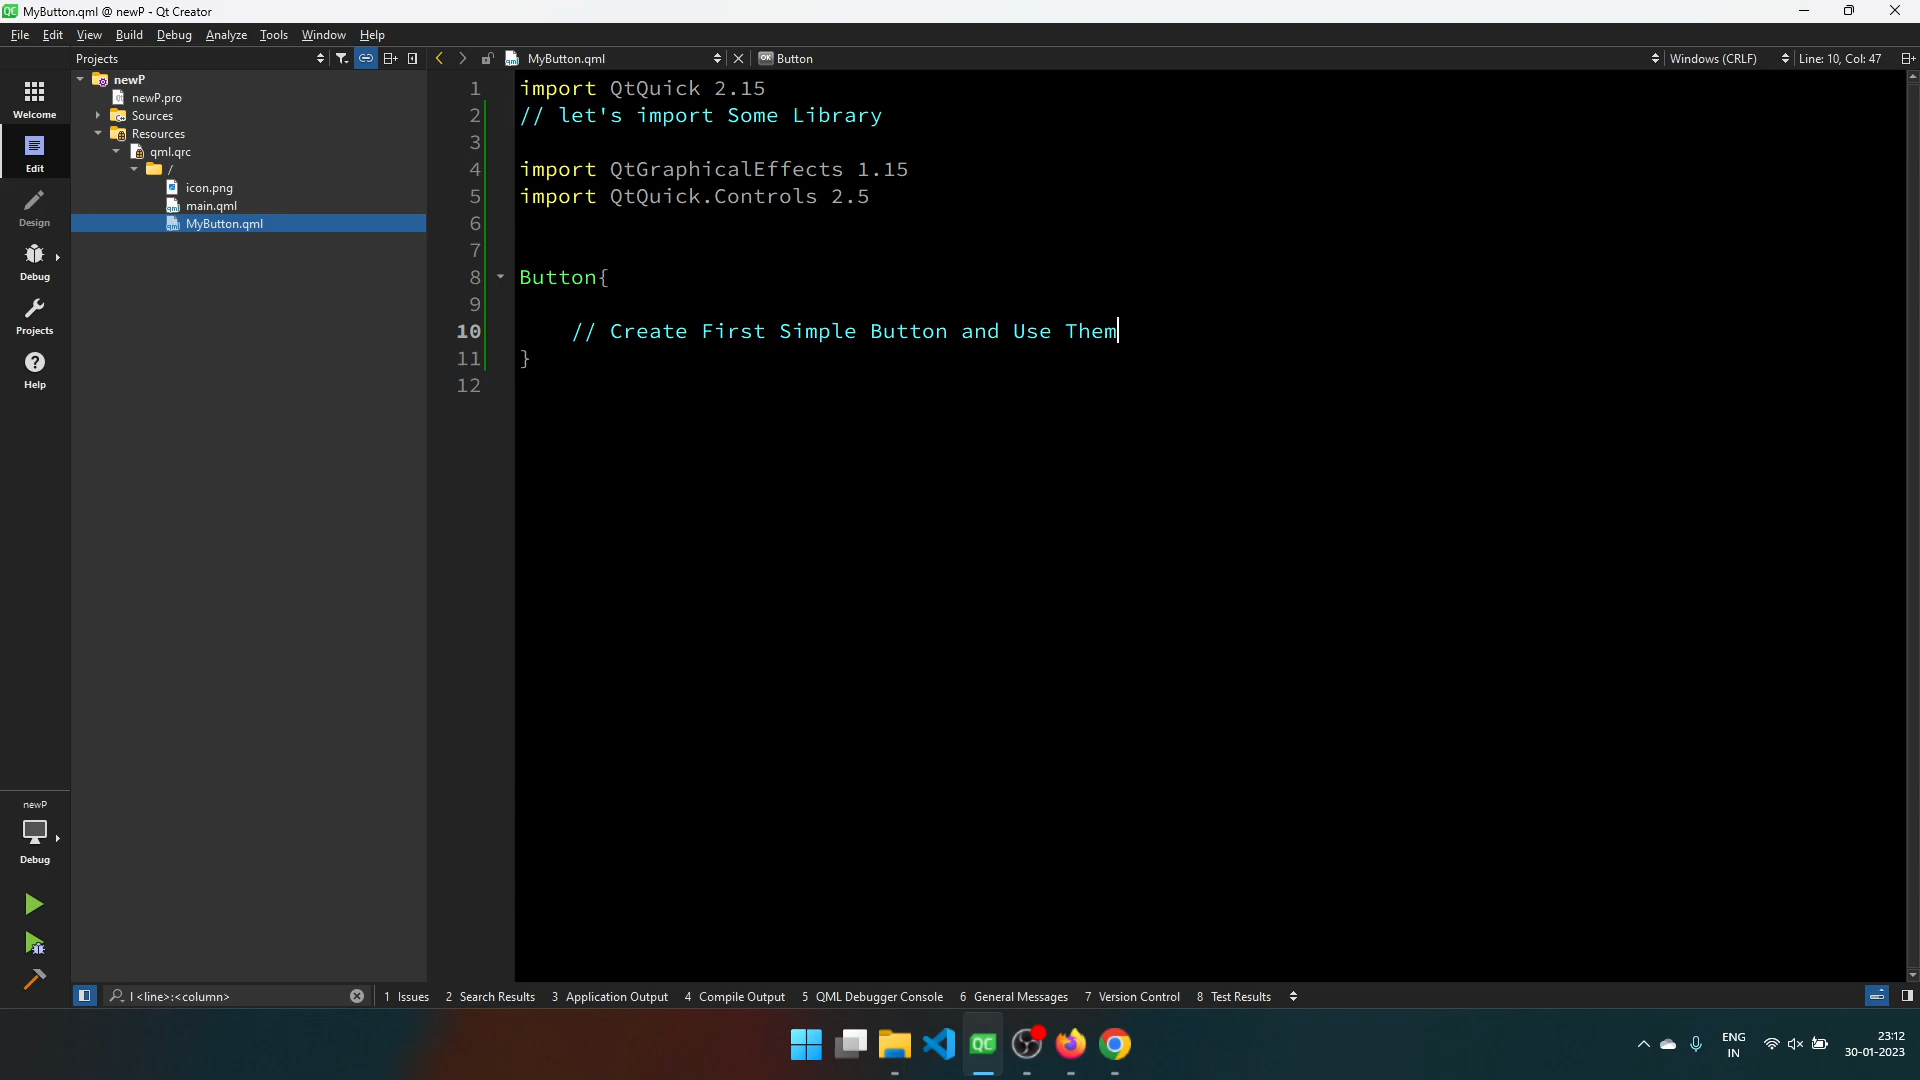 MyButton.qml @ newP - Qt Creator
File Edit View Build Debug Analyze Tools Window Help
Projects
MyButton.qml
Button
Windows (CRLF)
Line: 10, Col: 47
Welcome
Edit
Design
Debug
Projects
Help
newP
newP.pro
Sources
Resources
qml.qrc
/
icon.png
main.qml
MyButton.qml
1 import QtQuick 2.15
2 // let's import Some Library
3
4 import QtGraphicalEffects 1.15
5 import QtQuick.Controls 2.5
6
7
8 Button{
9
10 // Create First Simple Button and Use Them
11 }
12
newP
Debug
l <line>:<column>
1 Issues 2 Search Results 3 Application Output 4 Compile Output 5 QML Debugger Console 6 General Messages 7 Version Control 8 Test Results
QC
ENG
IN
23:12
30-01-2023